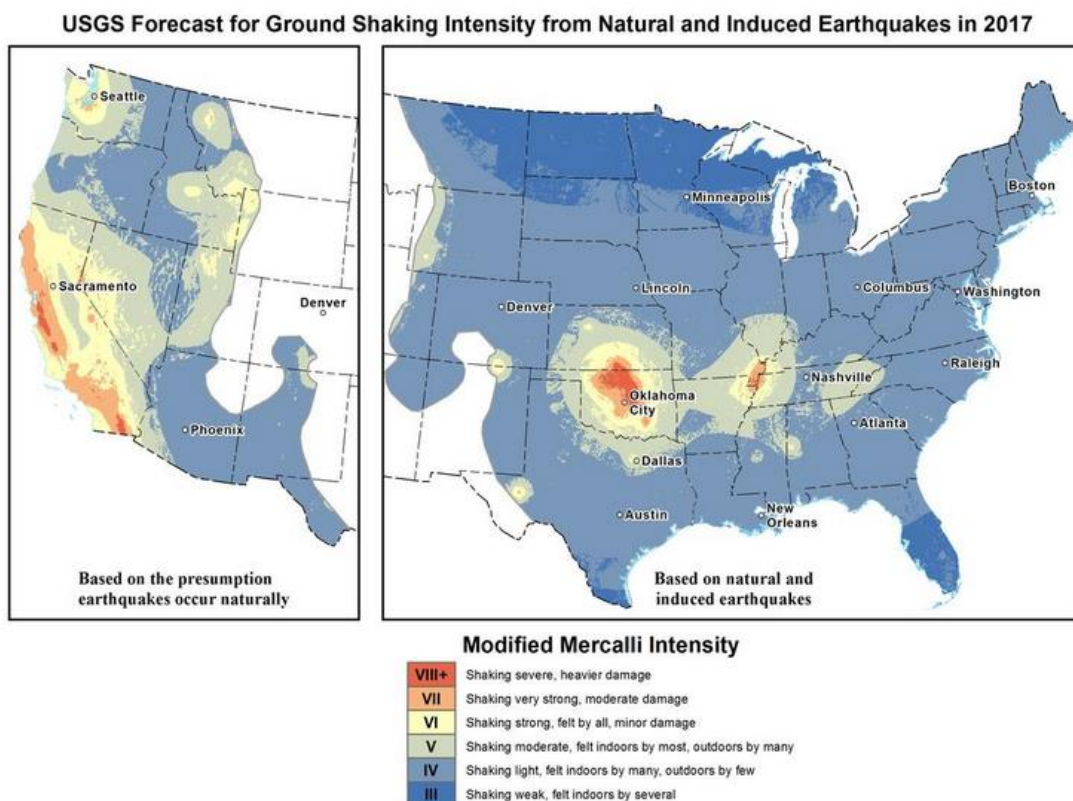 USGS Forecast for Ground Shaking Intensity from Natural and Induced Earthquakes in 2017
Seattle
Sacramento
Denver
Phoenix
Based on the presumption
earthquakes occur naturally
Minneapolis
Boston
Lincoln
Columbus
Washington
Denver
Nashville
Raleigh
Oklahoma
City
Atlanta
Dallas
Austin
New
Orleans
Based on natural and
induced earthquakes
Modified Mercalli Intensity
VIII+ Shaking severe, heavier damage
VII Shaking very strong, moderate damage
VI Shaking strong, felt by all, minor damage
V Shaking moderate, felt indoors by most, outdoors by many
IV Shaking light, felt indoors by many, outdoors by few
III Shaking weak, felt indoors by several